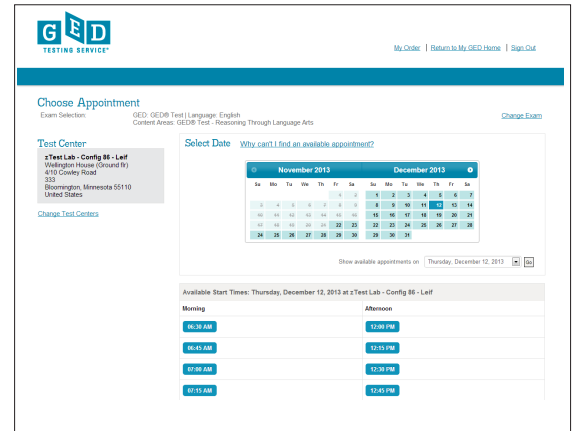 GED
TESTING SERVICE®
My Order | Return to My GED Home | Sign Out
Choose Appointment
Exam Selection: GED: GED® Test | Language: English Change Exam
Content Areas: GED® Test - Reasoning Through Language Arts
Test Center
zTest Lab - Config 86 - Leif
Wellington House (Ground flr)
4/10 Cowley Road
333
Bloomington, Minnesota 55110
United States
Change Test Centers
Select Date Why can't I find an available appointment?
November 2013 December 2013
Su Mo Tu We Th Fr Sa Su Mo Tu We Th Fr Sa
1 2 1 2 3 4 5 6 7
3 4 5 6 7 8 9 8 9 10 11 12 13 14
10 11 12 13 14 15 16 15 16 17 18 19 20 21
17 18 19 20 21 22 23 22 23 24 25 26 27 28
24 25 26 27 28 29 30 29 30 31
Show available appointments on Thursday, December 12, 2013 Go
Available Start Times: Thursday, December 12, 2013 at zTest Lab - Config 86 - Leif
Morning Afternoon
06:30 AM 12:00 PM
06:45 AM 12:15 PM
07:00 AM 12:30 PM
07:15 AM 12:45 PM